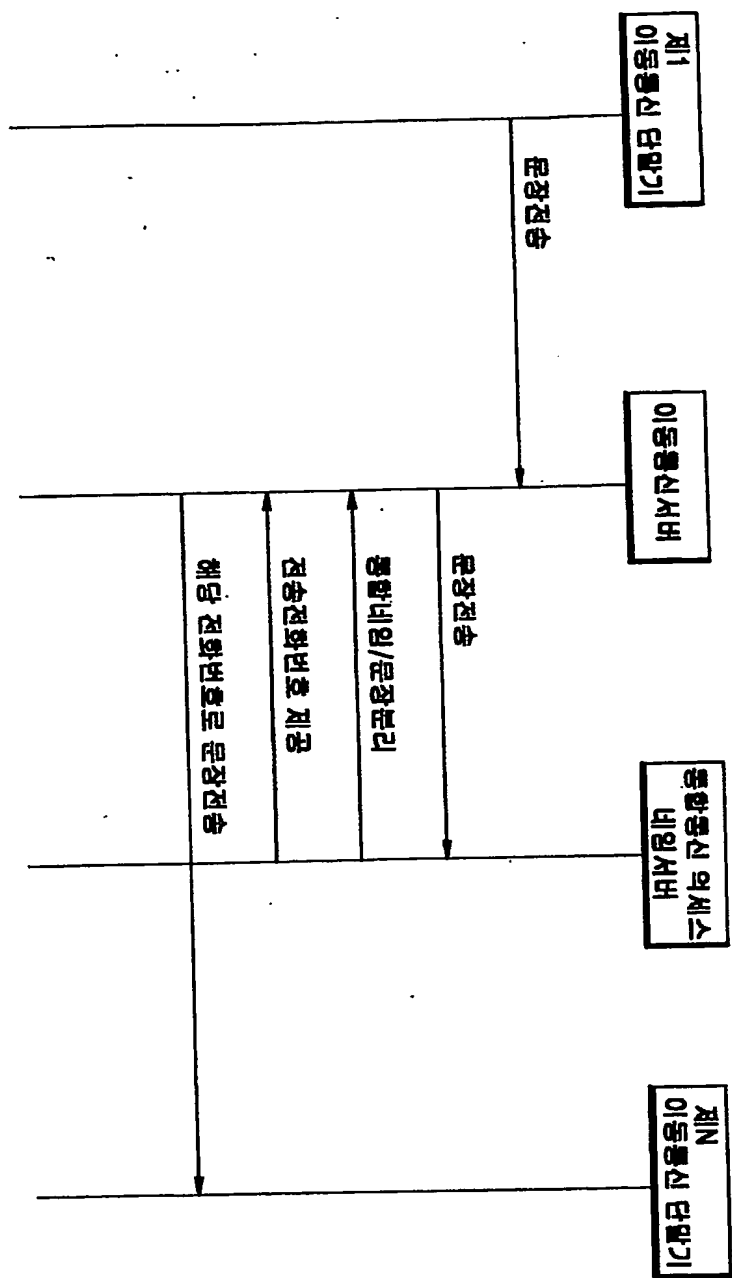 제1
이동통신 단말기
이동통신서버
통합통신 억세스
네임서버
제N
이동통신 단말기
문장전송
문장전송
통합네임/문장분리
전송전화번호 제공
해당 전화번호로 문장전송